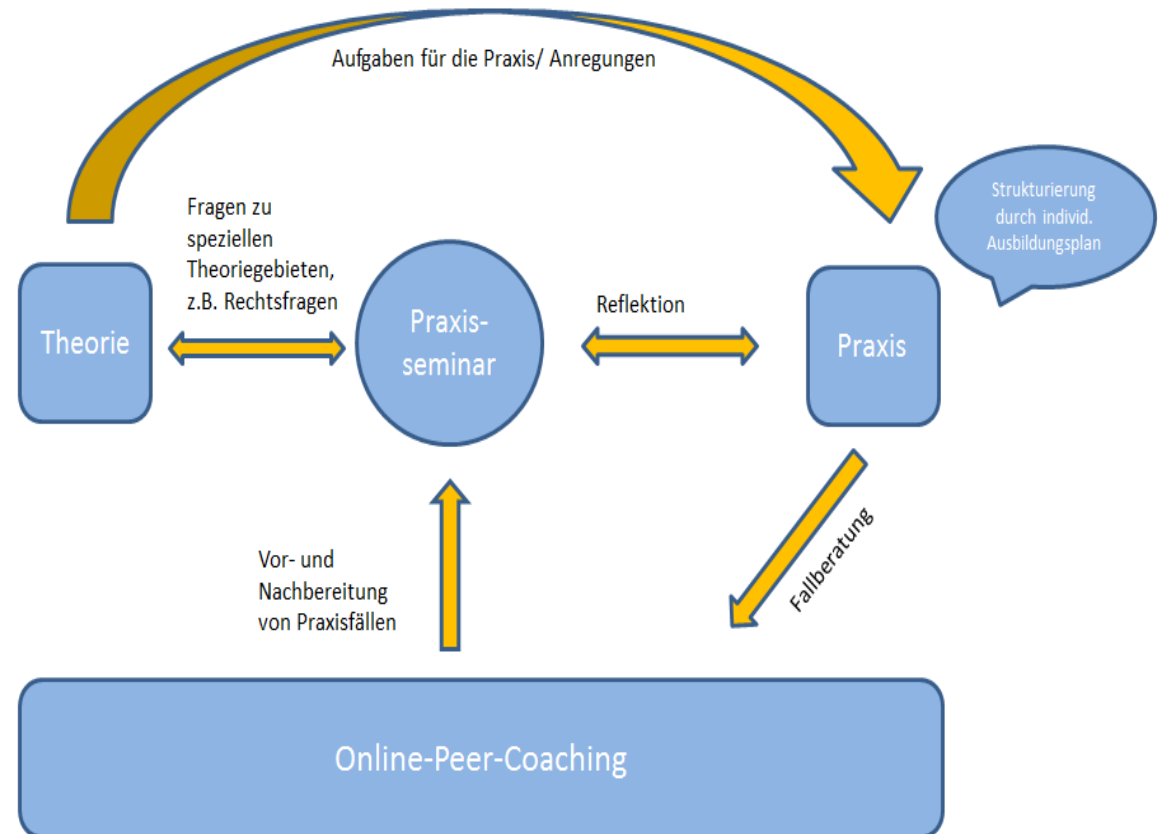 Aufgaben für die Praxis/ Anregungen
Strukturierung
durch individ.
Ausbildungsplan
Fragen zu
speziellen
Theoriegebieten,
z.B. Rechtsfragen
Theorie
Praxis-
seminar
Reflektion
Praxis
Vor- und
Nachbereitung
von Praxisfällen
Fallberatung
Online-Peer-Coaching